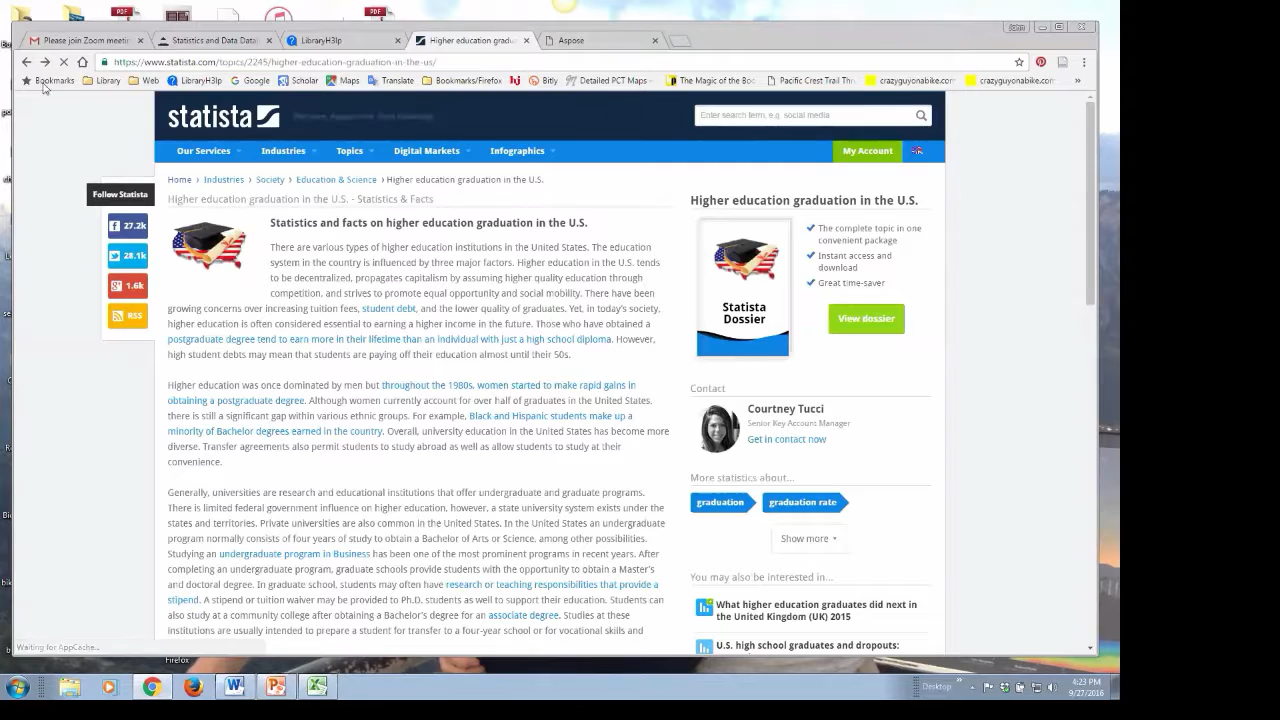 PDF
PDF
Please join Zoom meeti
Statistics and Data Datab
LibraryH3lp
Higher education gradu
Aspose
https://www.statista.com/topics/2245/higher-education-graduation-in-the-us/
Bookmarks
Library
Web
LibraryH3lp
Google
Scholar
Maps
Translate
Bookmarks/Firefox
Bitly
Detailed PCT Maps -
The Magic of the Boo
Pacific Crest Trail Thr
crazyguyonabike.com
crazyguyonabike.com
»
statista
Enter search term, e.g. social media
Our Services
Industries
Topics
Digital Markets
Infographics
My Account
Home › Industries › Society › Education & Science › Higher education graduation in the U.S.
Follow Statista
27.2k
28.1k
1.6k
RSS
Higher education graduation in the U.S. - Statistics & Facts
Statistics and facts on higher education graduation in the U.S.
There are various types of higher education institutions in the United States. The education
system in the country is influenced by three major factors. Higher education in the U.S. tends
to be decentralized, propagates capitalism by assuming higher quality education through
competition, and strives to promote equal opportunity and social mobility. There have been
growing concerns over increasing tuition fees, student debt, and the lower quality of graduates. Yet, in today's society,
higher education is often considered essential to earning a higher income in the future. Those who have obtained a
postgraduate degree tend to earn more in their lifetime than an individual with just a high school diploma. However,
high student debts may mean that students are paying off their education almost until their 50s.
Higher education was once dominated by men but throughout the 1980s, women started to make rapid gains in
obtaining a postgraduate degree. Although women currently account for over half of graduates in the United States,
there is still a significant gap within various ethnic groups. For example, Black and Hispanic students make up a
minority of Bachelor degrees earned in the country. Overall, university education in the United States has become more
diverse. Transfer agreements also permit students to study abroad as well as allow students to study at their
convenience.
Generally, universities are research and educational institutions that offer undergraduate and graduate programs.
There is limited federal government influence on higher education, however, a state university system exists under the
states and territories. Private universities are also common in the United States. In the United States an undergraduate
program normally consists of four years of study to obtain a Bachelor of Arts or Science, among other possibilities.
Studying an undergraduate program in Business has been one of the most prominent programs in recent years. After
completing an undergraduate program, graduate schools provide students with the opportunity to obtain a Master's
and doctoral degree. In graduate school, students may often have research or teaching responsibilities that provide a
stipend. A stipend or tuition waiver may be provided to Ph.D. students as well to support their education. Students can
also study at a community college after obtaining a Bachelor's degree for an associate degree. Studies at these
institutions are usually intended to prepare a student for transfer to a four-year school or for vocational skills and
Higher education graduation in the U.S.
Statista
Dossier
The complete topic in one
convenient package
Instant access and
download
Great time-saver
View dossier
Contact
Courtney Tucci
Senior Key Account Manager
Get in contact now
More statistics about...
graduation
graduation rate
Show more
You may also be interested in...
What higher education graduates did next in
the United Kingdom (UK) 2015
U.S. high school graduates and dropouts:
Waiting for AppCache...
Firefox
Desktop
»
4:23 PM
9/27/2016